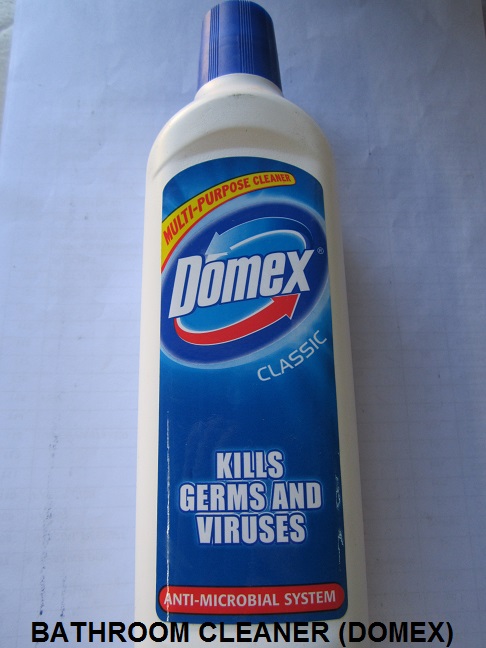 MULTI-PURPOSE CLEANER
Domex®
CLASSIC
KILLS
GERMS AND
VIRUSES
ANTI-MICROBIAL SYSTEM
BATHROOM CLEANER (DOMEX)